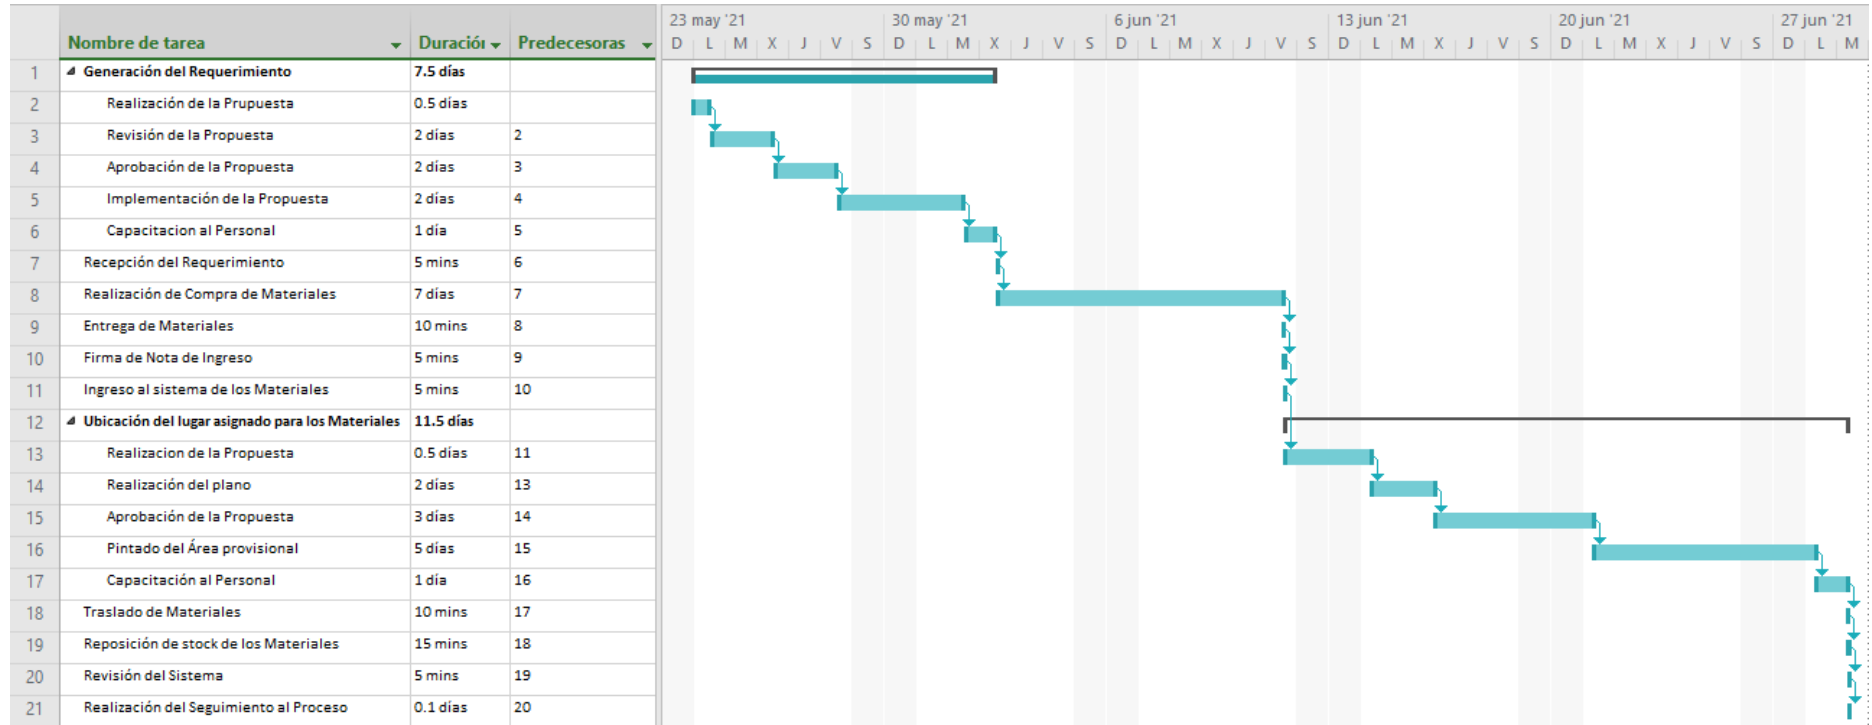 23 may '21 30 may '21 6 jun '21 13 jun '21 20 jun '21 27 jun '21
Nombre de tarea Duración Predecesoras D L M X J V S D L M X J V S D L M X J V S D L M X J V S D L M X J V S D L M
1 Generación del Requerimiento 7.5 días
2 Realización de la Prupuesta 0.5 días
3 Revisión de la Propuesta 2 días 2
4 Aprobación de la Propuesta 2 días 3
5 Implementación de la Propuesta 2 días 4
6 Capacitacion al Personal 1 día 5
7 Recepción del Requerimiento 5 mins 6
8 Realización de Compra de Materiales 7 días 7
9 Entrega de Materiales 10 mins 8
10 Firma de Nota de Ingreso 5 mins 9
11 Ingreso al sistema de los Materiales 5 mins 10
12 Ubicación del lugar asignado para los Materiales 11.5 días
13 Realizacion de la Propuesta 0.5 días 11
14 Realización del plano 2 días 13
15 Aprobación de la Propuesta 3 días 14
16 Pintado del Área provisional 5 días 15
17 Capacitación al Personal 1 día 16
18 Traslado de Materiales 10 mins 17
19 Reposición de stock de los Materiales 15 mins 18
20 Revisión del Sistema 5 mins 19
21 Realización del Seguimiento al Proceso 0.1 días 20